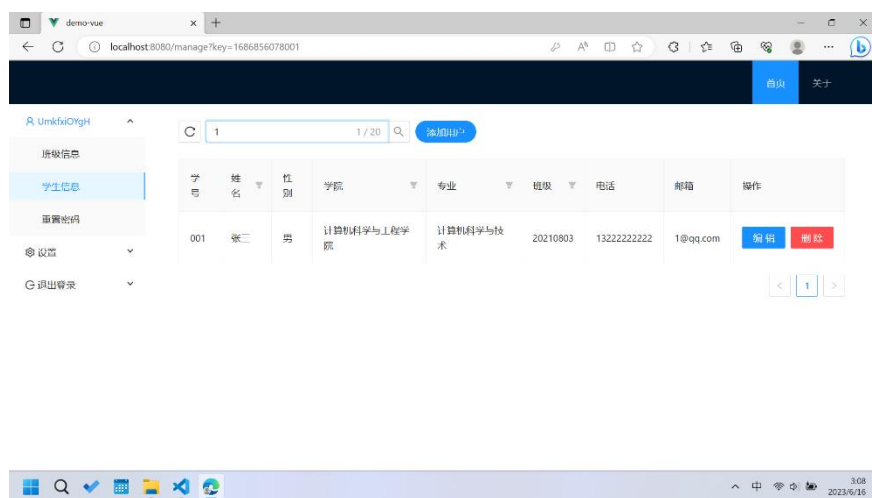 demo-vue
localhost:8080/manage?key=1686856078001
首页 关于
UmkfxiOYgH
班级信息
学生信息
重置密码
设置
退出登录
1 1 / 20 添加用户
学号 姓名 性别 学院 专业 班级 电话 邮箱 操作
001 张三 男 计算机科学与工程学院 计算机科学与技术 20210803 13222222222 1@qq.com 编辑 删除
1
中 3:08
2023/6/16